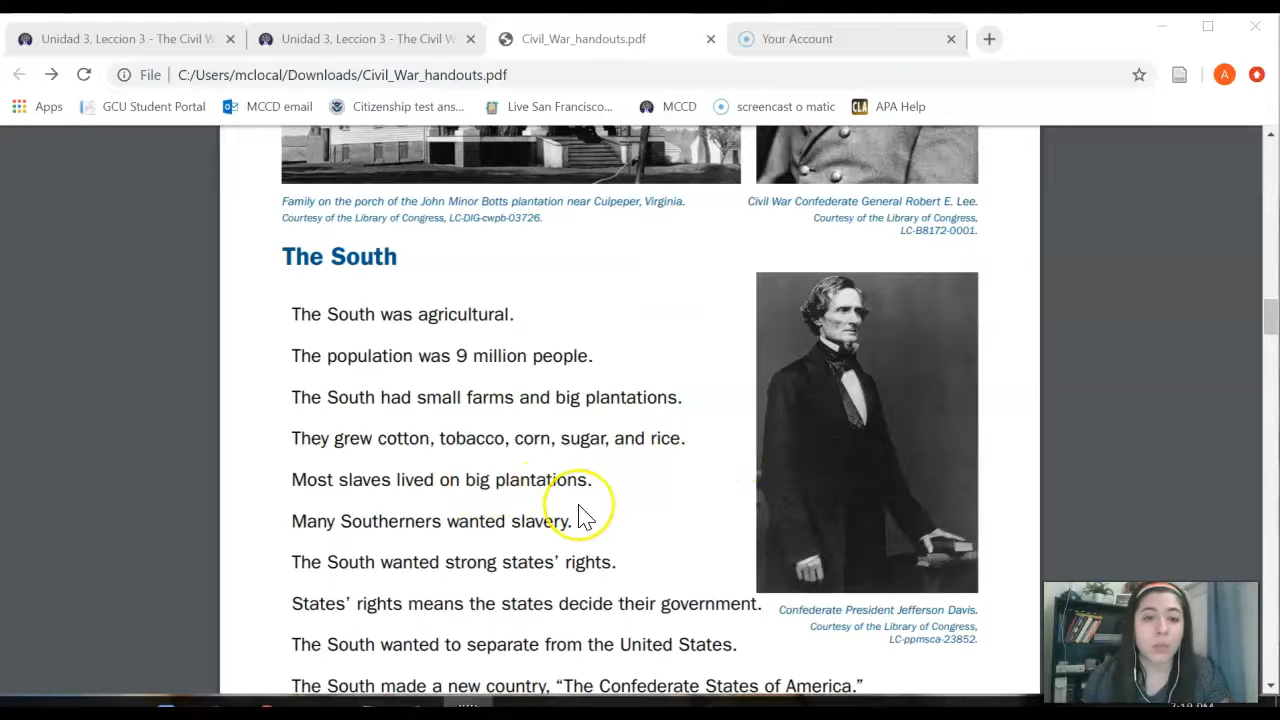 Unidad 3, Leccion 3 - The Civil W
Unidad 3, Leccion 3 - The Civil W
Civil_War_handouts.pdf
Your Account
File
C:/Users/mclocal/Downloads/Civil_War_handouts.pdf
A
Apps
GCU Student Portal
MCCD email
Citizenship test ans...
Live San Francisco...
MCCD
screencast o matic
CLA
APA Help
Family on the porch of the John Minor Botts plantation near Culpeper, Virginia.
Courtesy of the Library of Congress, LC-DIG-cwpb-03726.
Civil War Confederate General Robert E. Lee.
Courtesy of the Library of Congress,
LC-B8172-0001.
The South
The South was agricultural.
The population was 9 million people.
The South had small farms and big plantations.
They grew cotton, tobacco, corn, sugar, and rice.
Most slaves lived on big plantations.
Many Southerners wanted slavery.
The South wanted strong states’ rights.
States’ rights means the states decide their government.
The South wanted to separate from the United States.
The South made a new country, “The Confederate States of America.”
Confederate President Jefferson Davis.
Courtesy of the Library of Congress,
LC-ppmsca-23852.